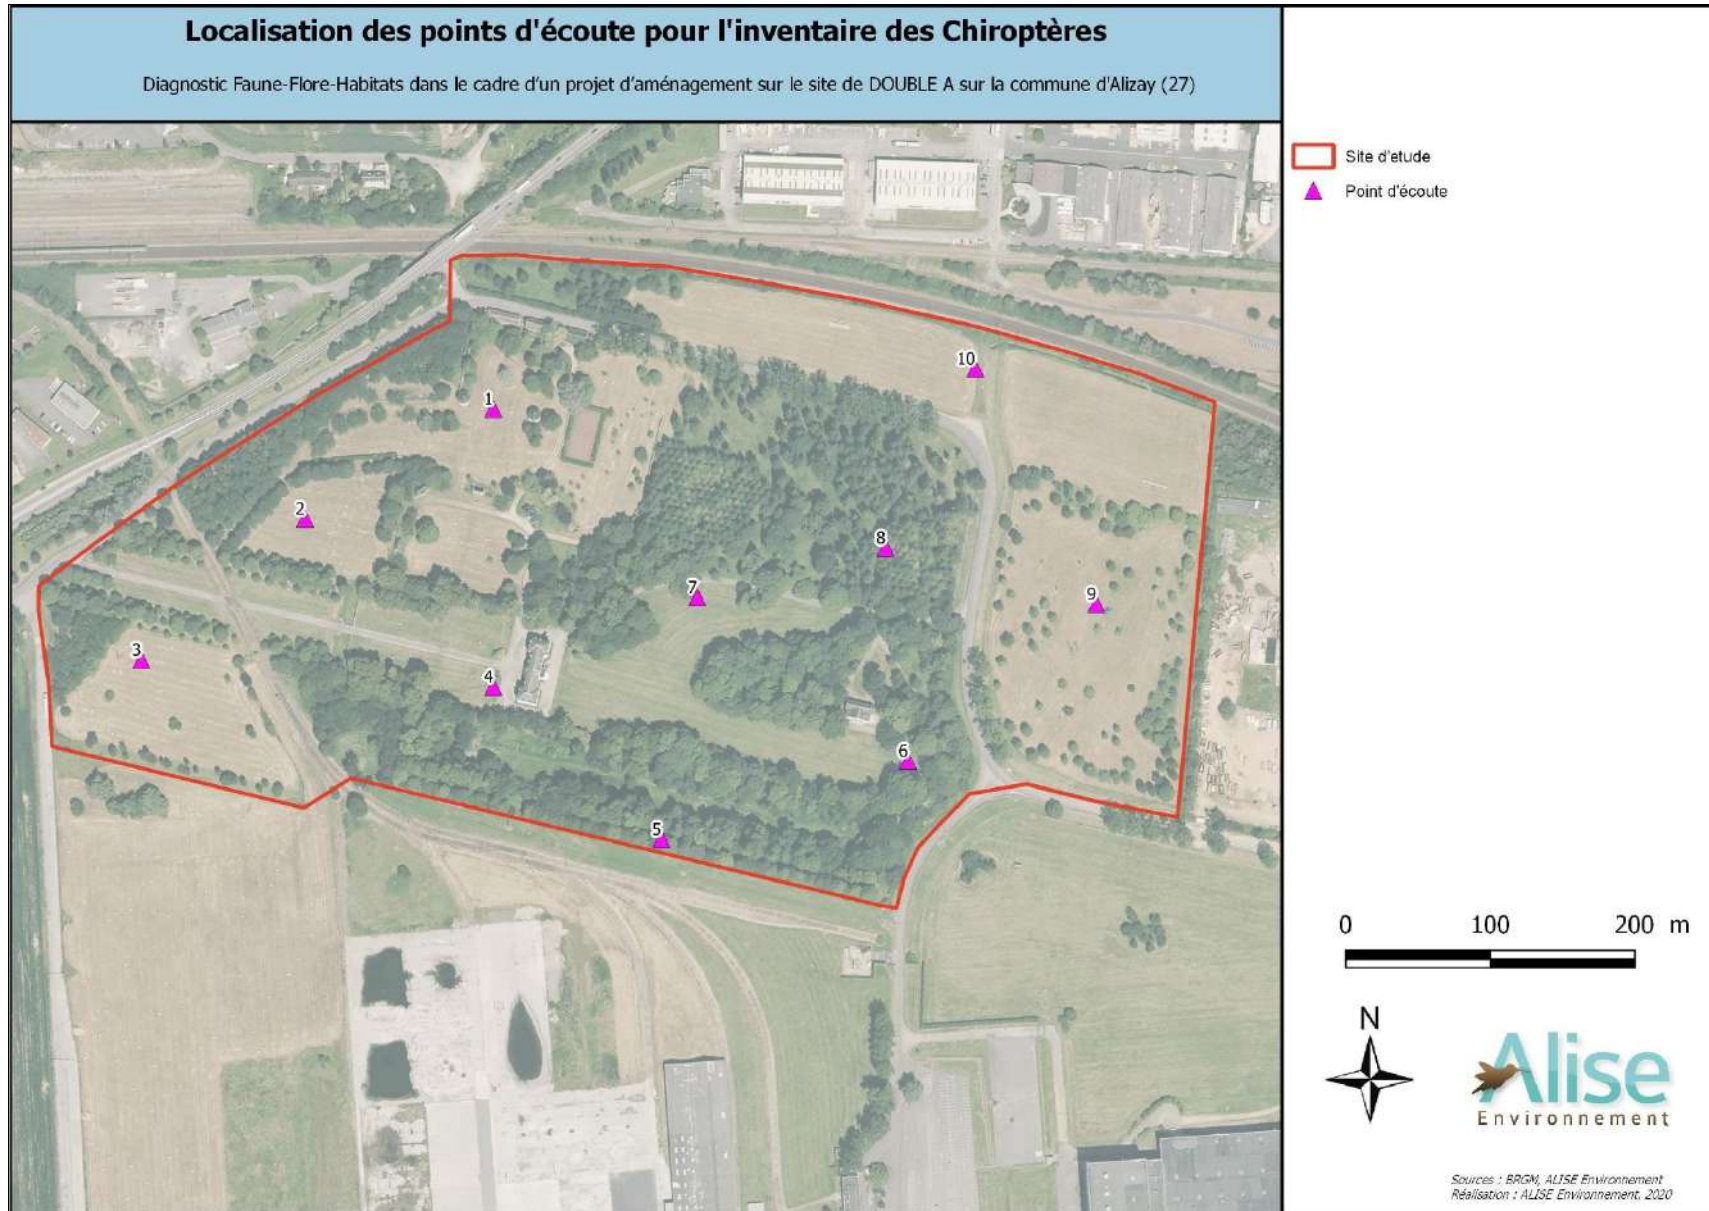 Localisation des points d'écoute pour l'inventaire des Chiroptères
Diagnostic Faune-Flore-Habitats dans le cadre d'un projet d'aménagement sur le site de DOUBLE A sur la commune d'Alizay (27)
Site d'etude
Point d'écoute
10
1
2
8
7
9
3
4
6
5
0 100 200 m
N
Alise
Environnement
Sources : BRGM, ALISE Environnement
Réalisation : ALISE Environnement, 2020